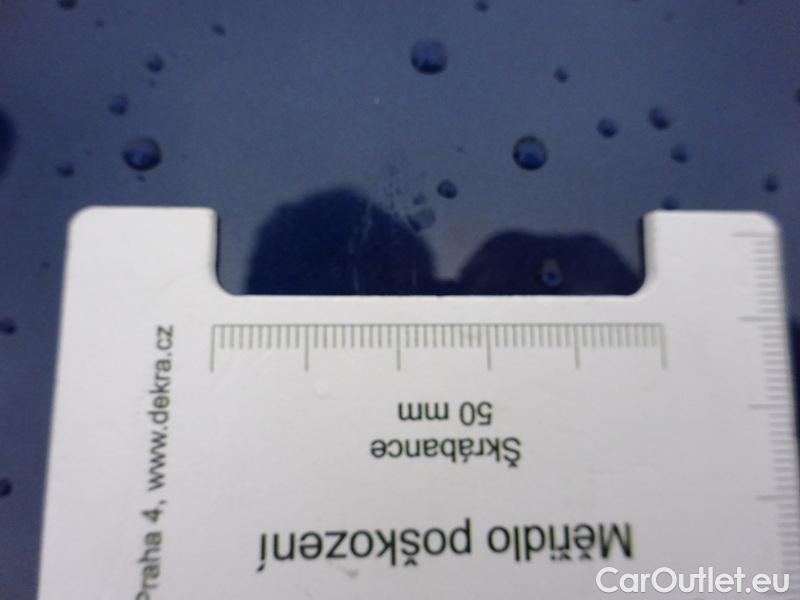 Měřidlo poškození
Škrábance
50 mm
Praha 4, www.dekra.cz
CarOutlet.eu